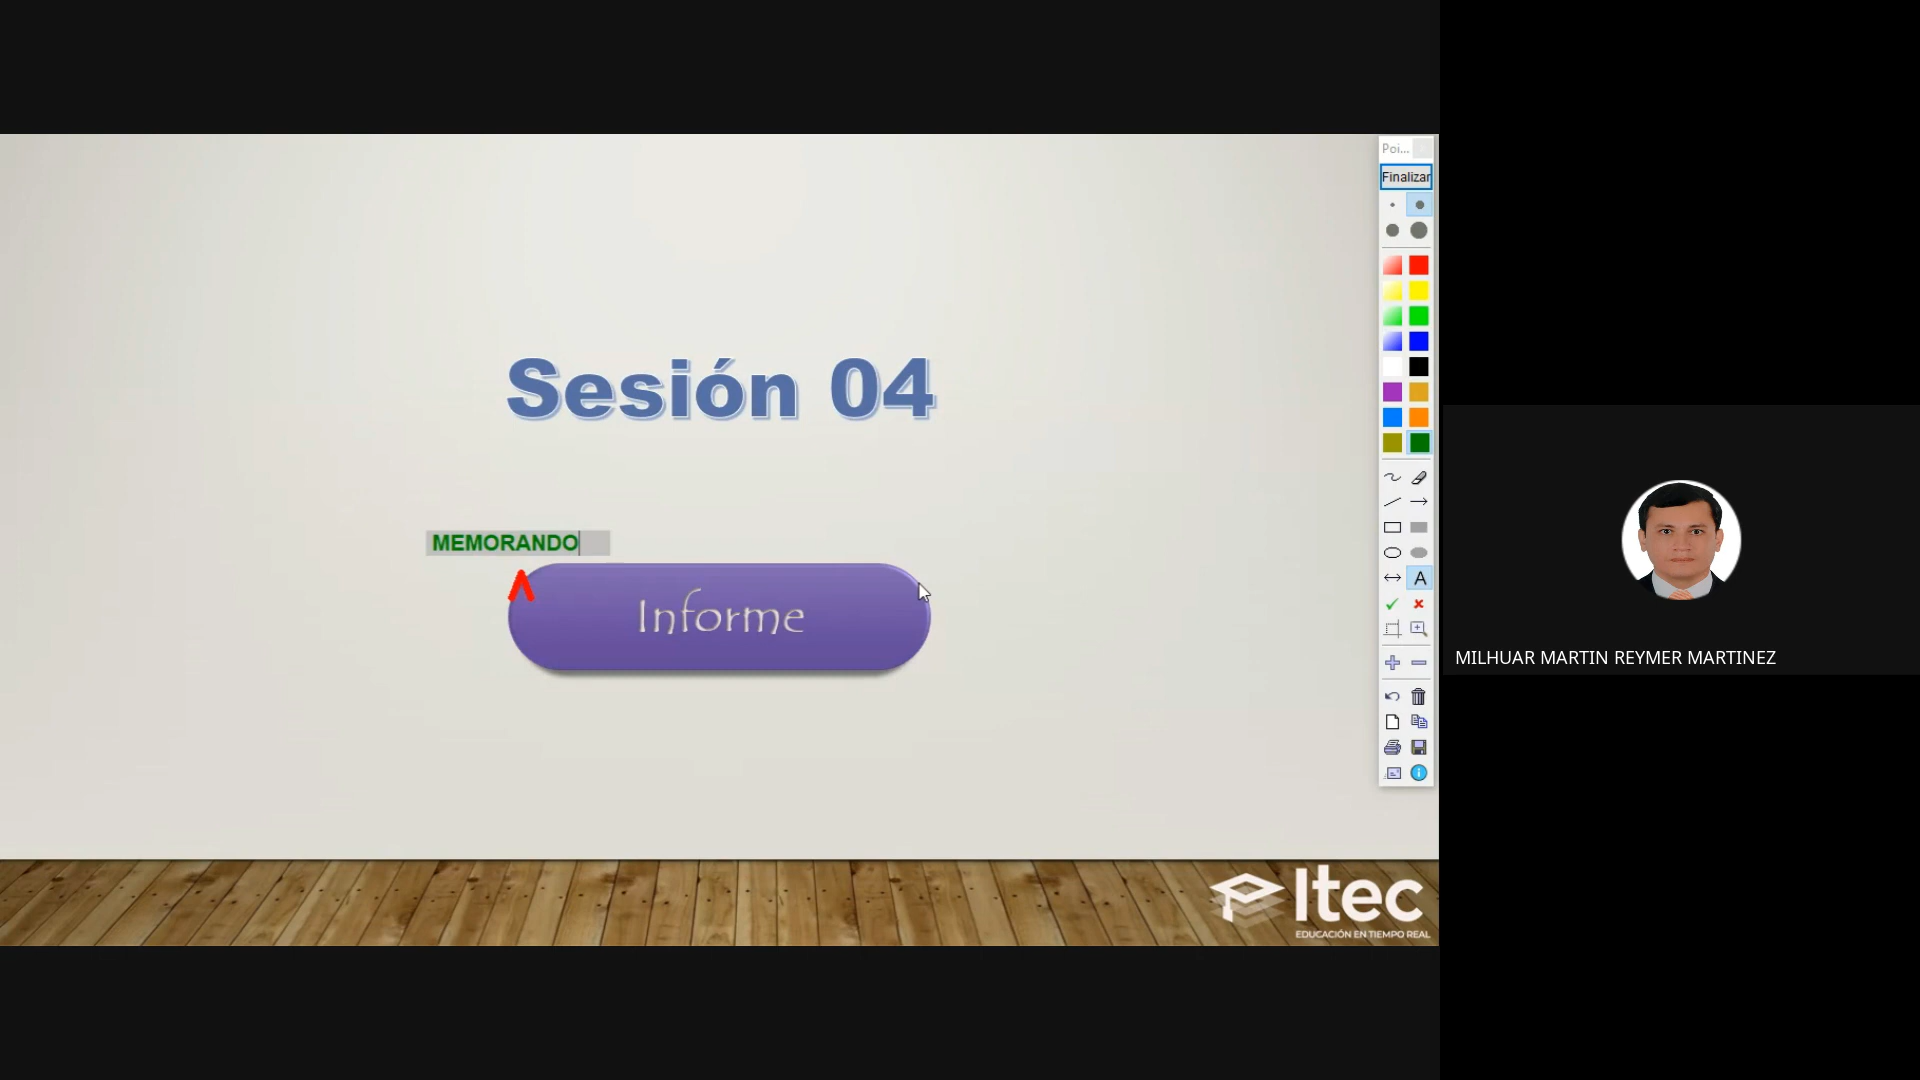 Poi...
Finalizar
Sesión 04
MEMORANDO
Informe
A
MILHUAR MARTIN REYMER MARTINEZ
Itec
EDUCACIÓN EN TIEMPO REAL